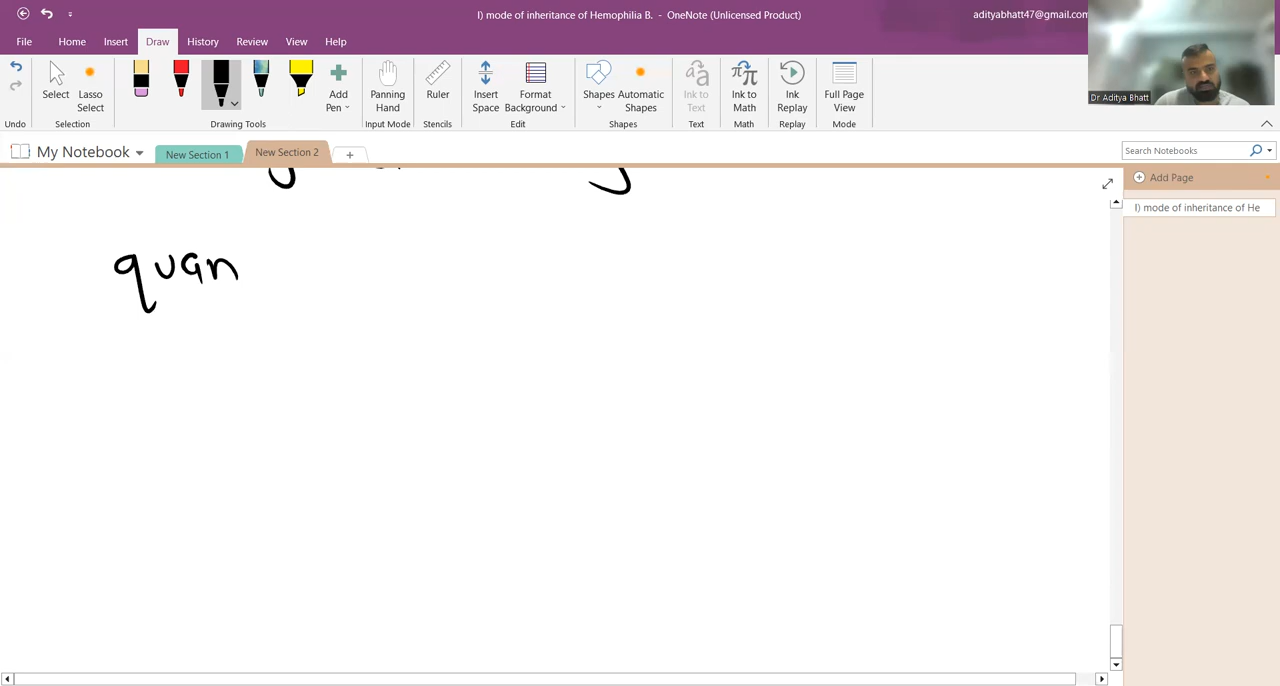 I) mode of inheritance of Hemophilia B. - OneNote (Unlicensed Product)
adityabhatt47@gmail.com
File Home Insert Draw History Review View Help
Undo
Select
Lasso Select
Selection
Drawing Tools
Add Pen
Panning Hand
Input Mode
Ruler
Stencils
Insert Space
Format Background
Edit
Shapes
Automatic Shapes
Shapes
Ink to Text
Text
Ink to Math
Math
Ink Replay
Replay
Full Page View
Mode
Dr Aditya Bhatt
My Notebook
New Section 1
New Section 2
Search Notebooks
Add Page
I) mode of inheritance of He
quan